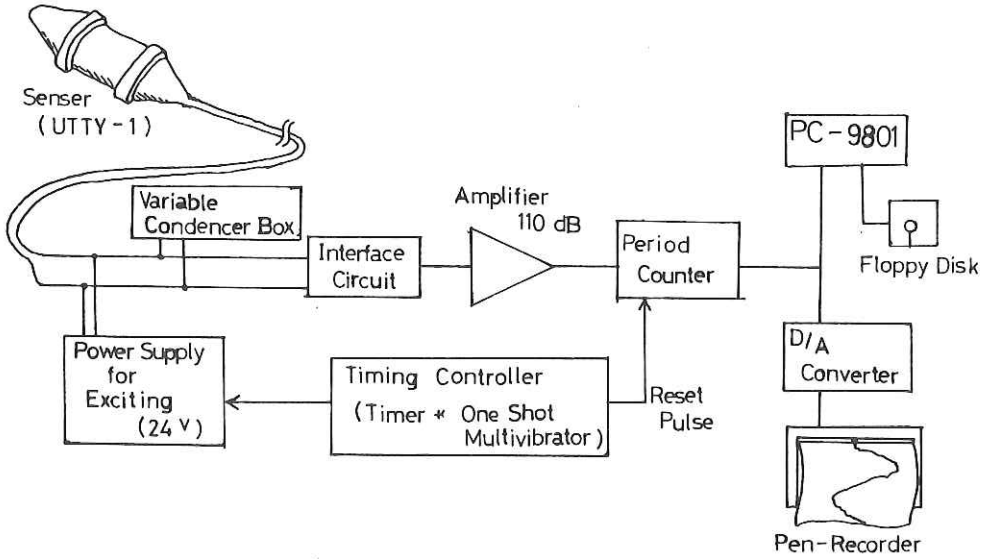 Senser
(UTTY-1)
Variable
Condencer Box
Interface
Circuit
Amplifier
110 dB
Period
Counter
PC-9801
Floppy Disk
Power Supply
for
Exciting
(24 V)
Timing Controller
(Timer * One Shot
Multivibrator)
Reset
Pulse
D/A
Converter
Pen-Recorder